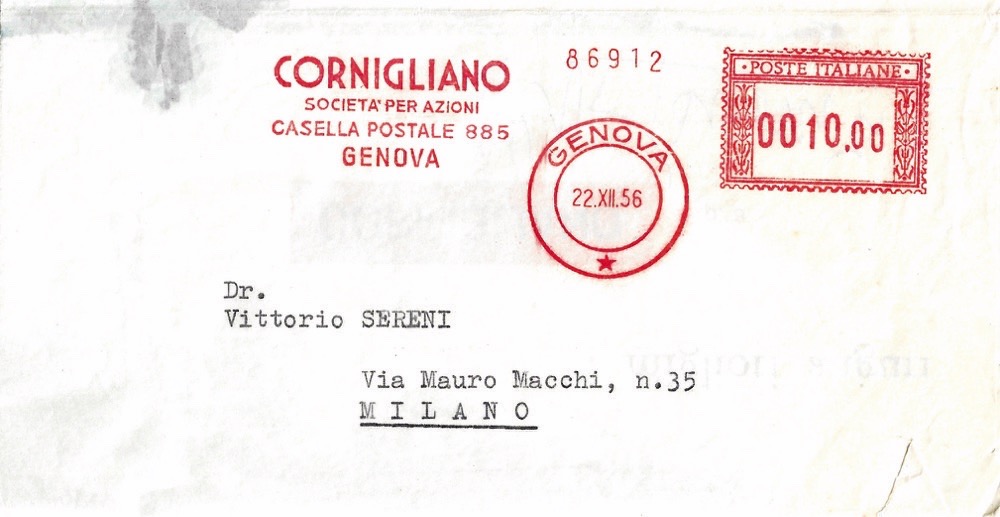 CORNIGLIANO
SOCIETA' PER AZIONI
CASELLA POSTALE 885
GENOVA
86912
GENOVA
22.XII.56
POSTE ITALIANE
0010,00
Dr.
Vittorio SERENI
Via Mauro Macchi, n.35
M I L A N O